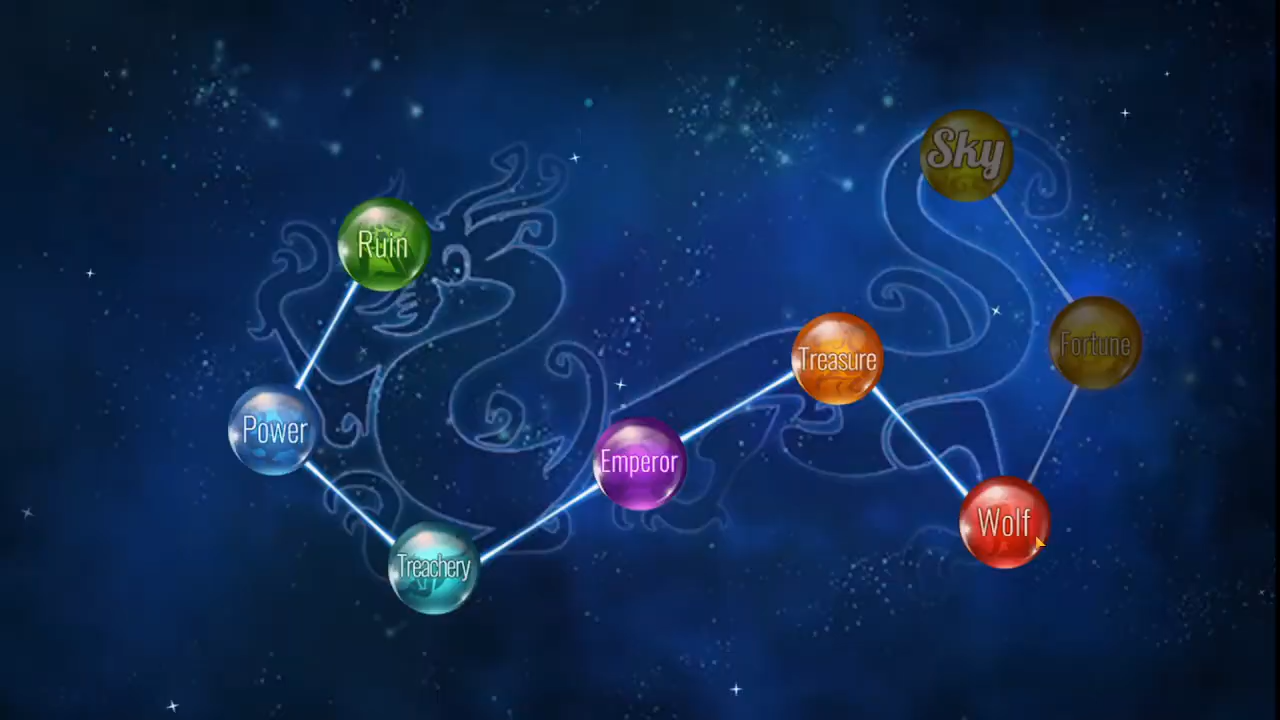 Sky
Ruin
Fortune
Treasure
Power
Emperor
Wolf
Treachery